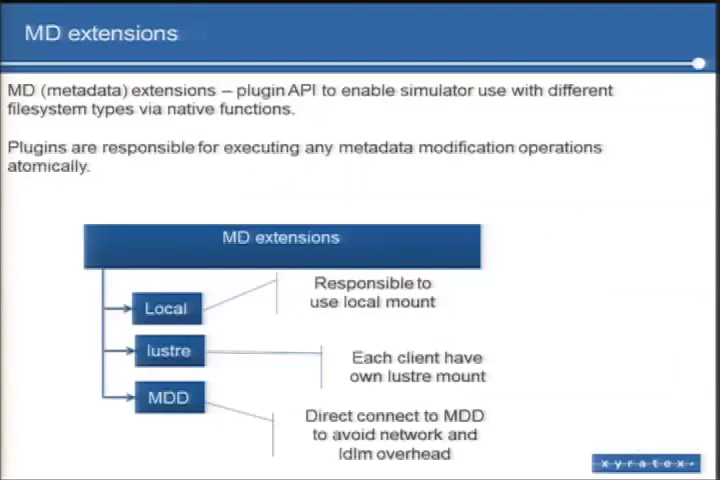 MD extensions
MD (metadata) extensions – plugin API to enable simulator use with different
filesystem types via native functions.
Plugins are responsible for executing any metadata modification operations
atomically.
MD extensions
Local
Responsible to
use local mount
lustre
Each client have
own lustre mount
MDD
Direct connect to MDD
to avoid network and
ldlm overhead
xyratex